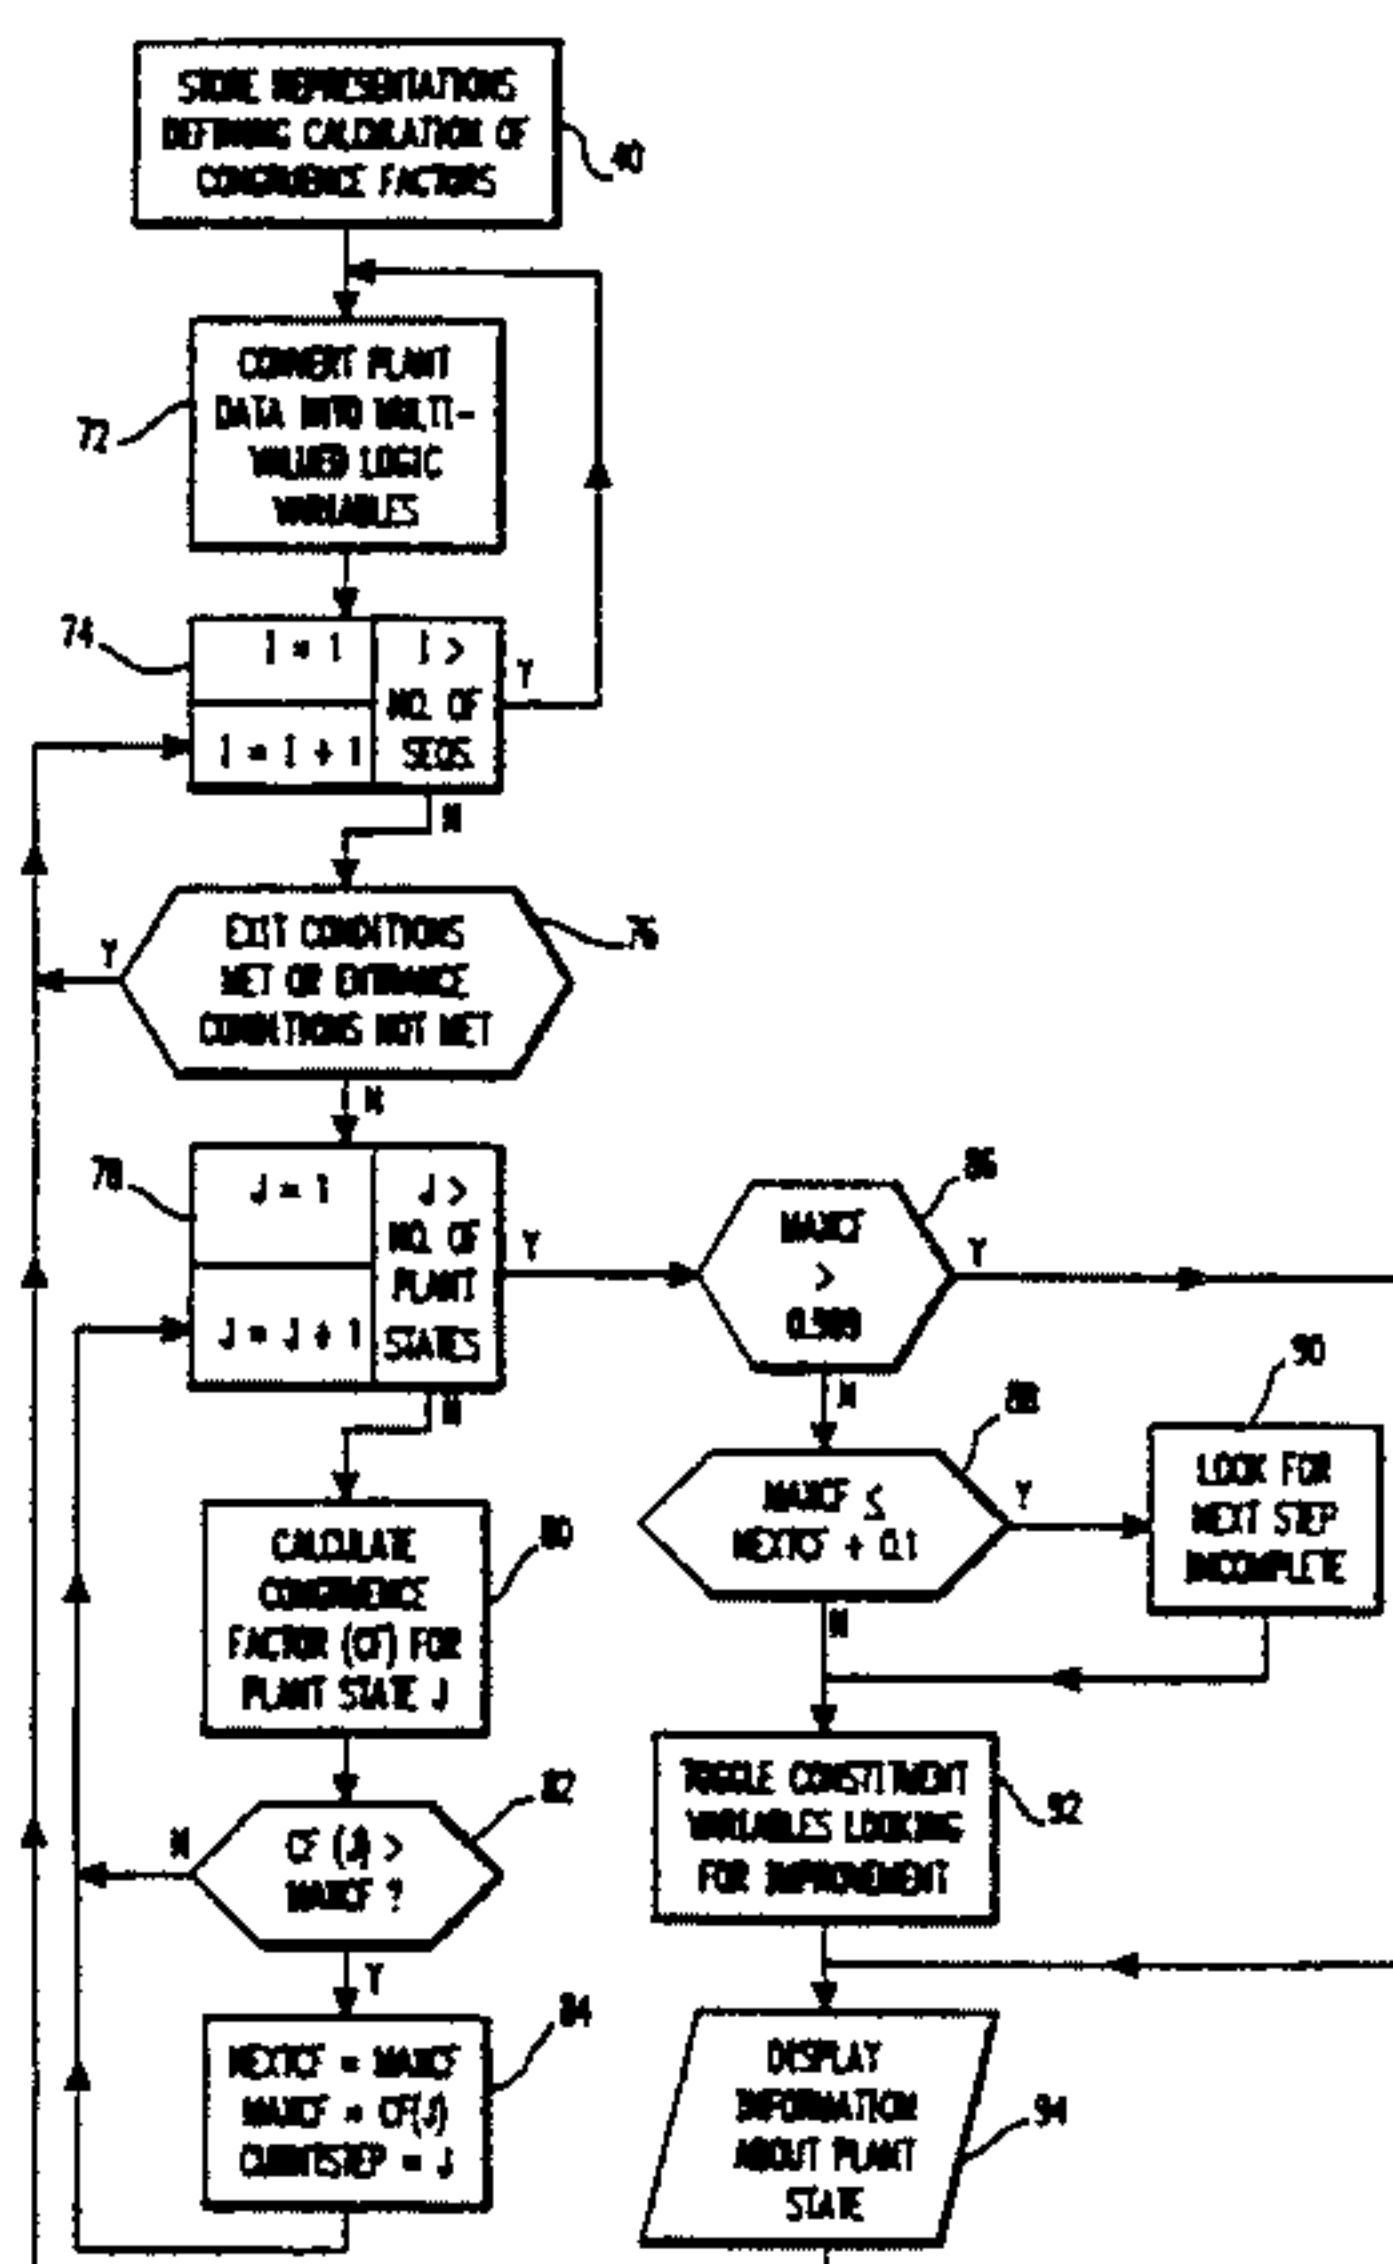 STORE REPRESENTATIONS
DEFINING CALCULATION OF
CONGRUENCE FACTORS
40
CONVERT PLANT
DATA INTO MULTI-
VALUED LOGIC
VARIABLES
72
74
I = 1
I = I + 1
I >
NO. OF
SEQS.
Y
N
EXIT CONDITIONS
MET OR ENTRANCE
CONDITIONS NOT MET
76
Y
N
78
J = 1
J = J + 1
J >
NO. OF
PLANT
STATES
Y
N
CALCULATE
CONGRUENCE
FACTOR (CF) FOR
PLANT STATE J
80
CF (J) >
MAXCF ?
82
N
Y
NEXTCF = MAXCF
MAXCF = CF(J)
= J
84
MAXCF
>
0.989
86
Y
N
MAXCF ≤
NEXTCF + 0.1
88
Y
N
LOOK FOR
NEXT STEP
INCOMPLETE
90
TOGGLE CONSTITUENT
VARIABLES LOOKING
FOR IMPROVEMENT
92
DISPLAY
INFORMATION
ABOUT PLANT
STATE
94